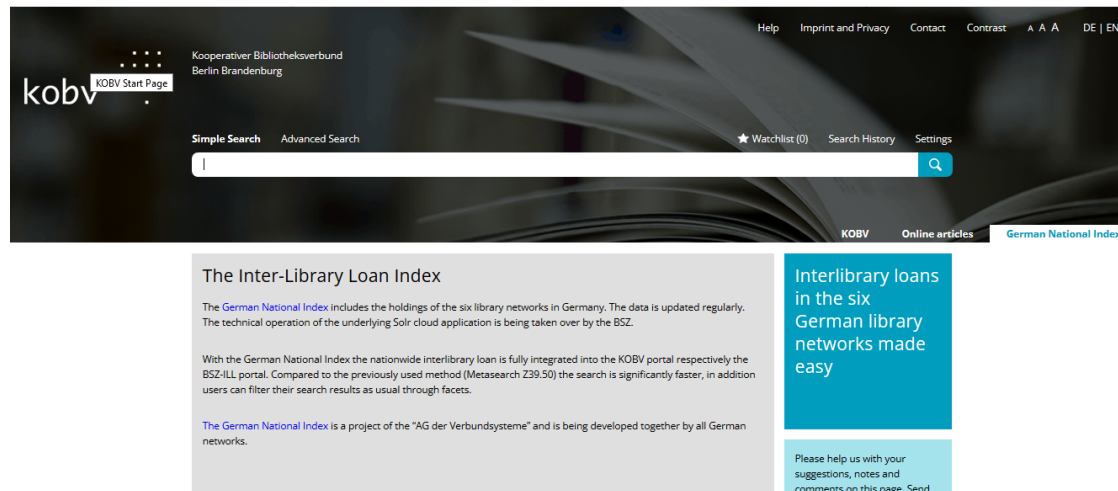 Help Imprint and Privacy Contact Contrast A A A DE | EN
Kooperativer Bibliotheksverbund
Berlin Brandenburg
kobv
KOBV Start Page
Simple Search Advanced Search
Watchlist (0) Search History Settings
KOBV Online articles German National Index
The Inter-Library Loan Index
The German National Index includes the holdings of the six library networks in Germany. The data is updated regularly.
The technical operation of the underlying Solr cloud application is being taken over by the BSZ.
With the German National Index the nationwide interlibrary loan is fully integrated into the KOBV portal respectively the
BSZ-ILL portal. Compared to the previously used method (Metasearch Z39.50) the search is significantly faster, in addition
users can filter their search results as usual through facets.
The German National Index is a project of the “AG der Verbundsysteme” and is being developed together by all German
networks.
Interlibrary loans
in the six
German library
networks made
easy
Please help us with your
suggestions, notes and
comments on this page. Send